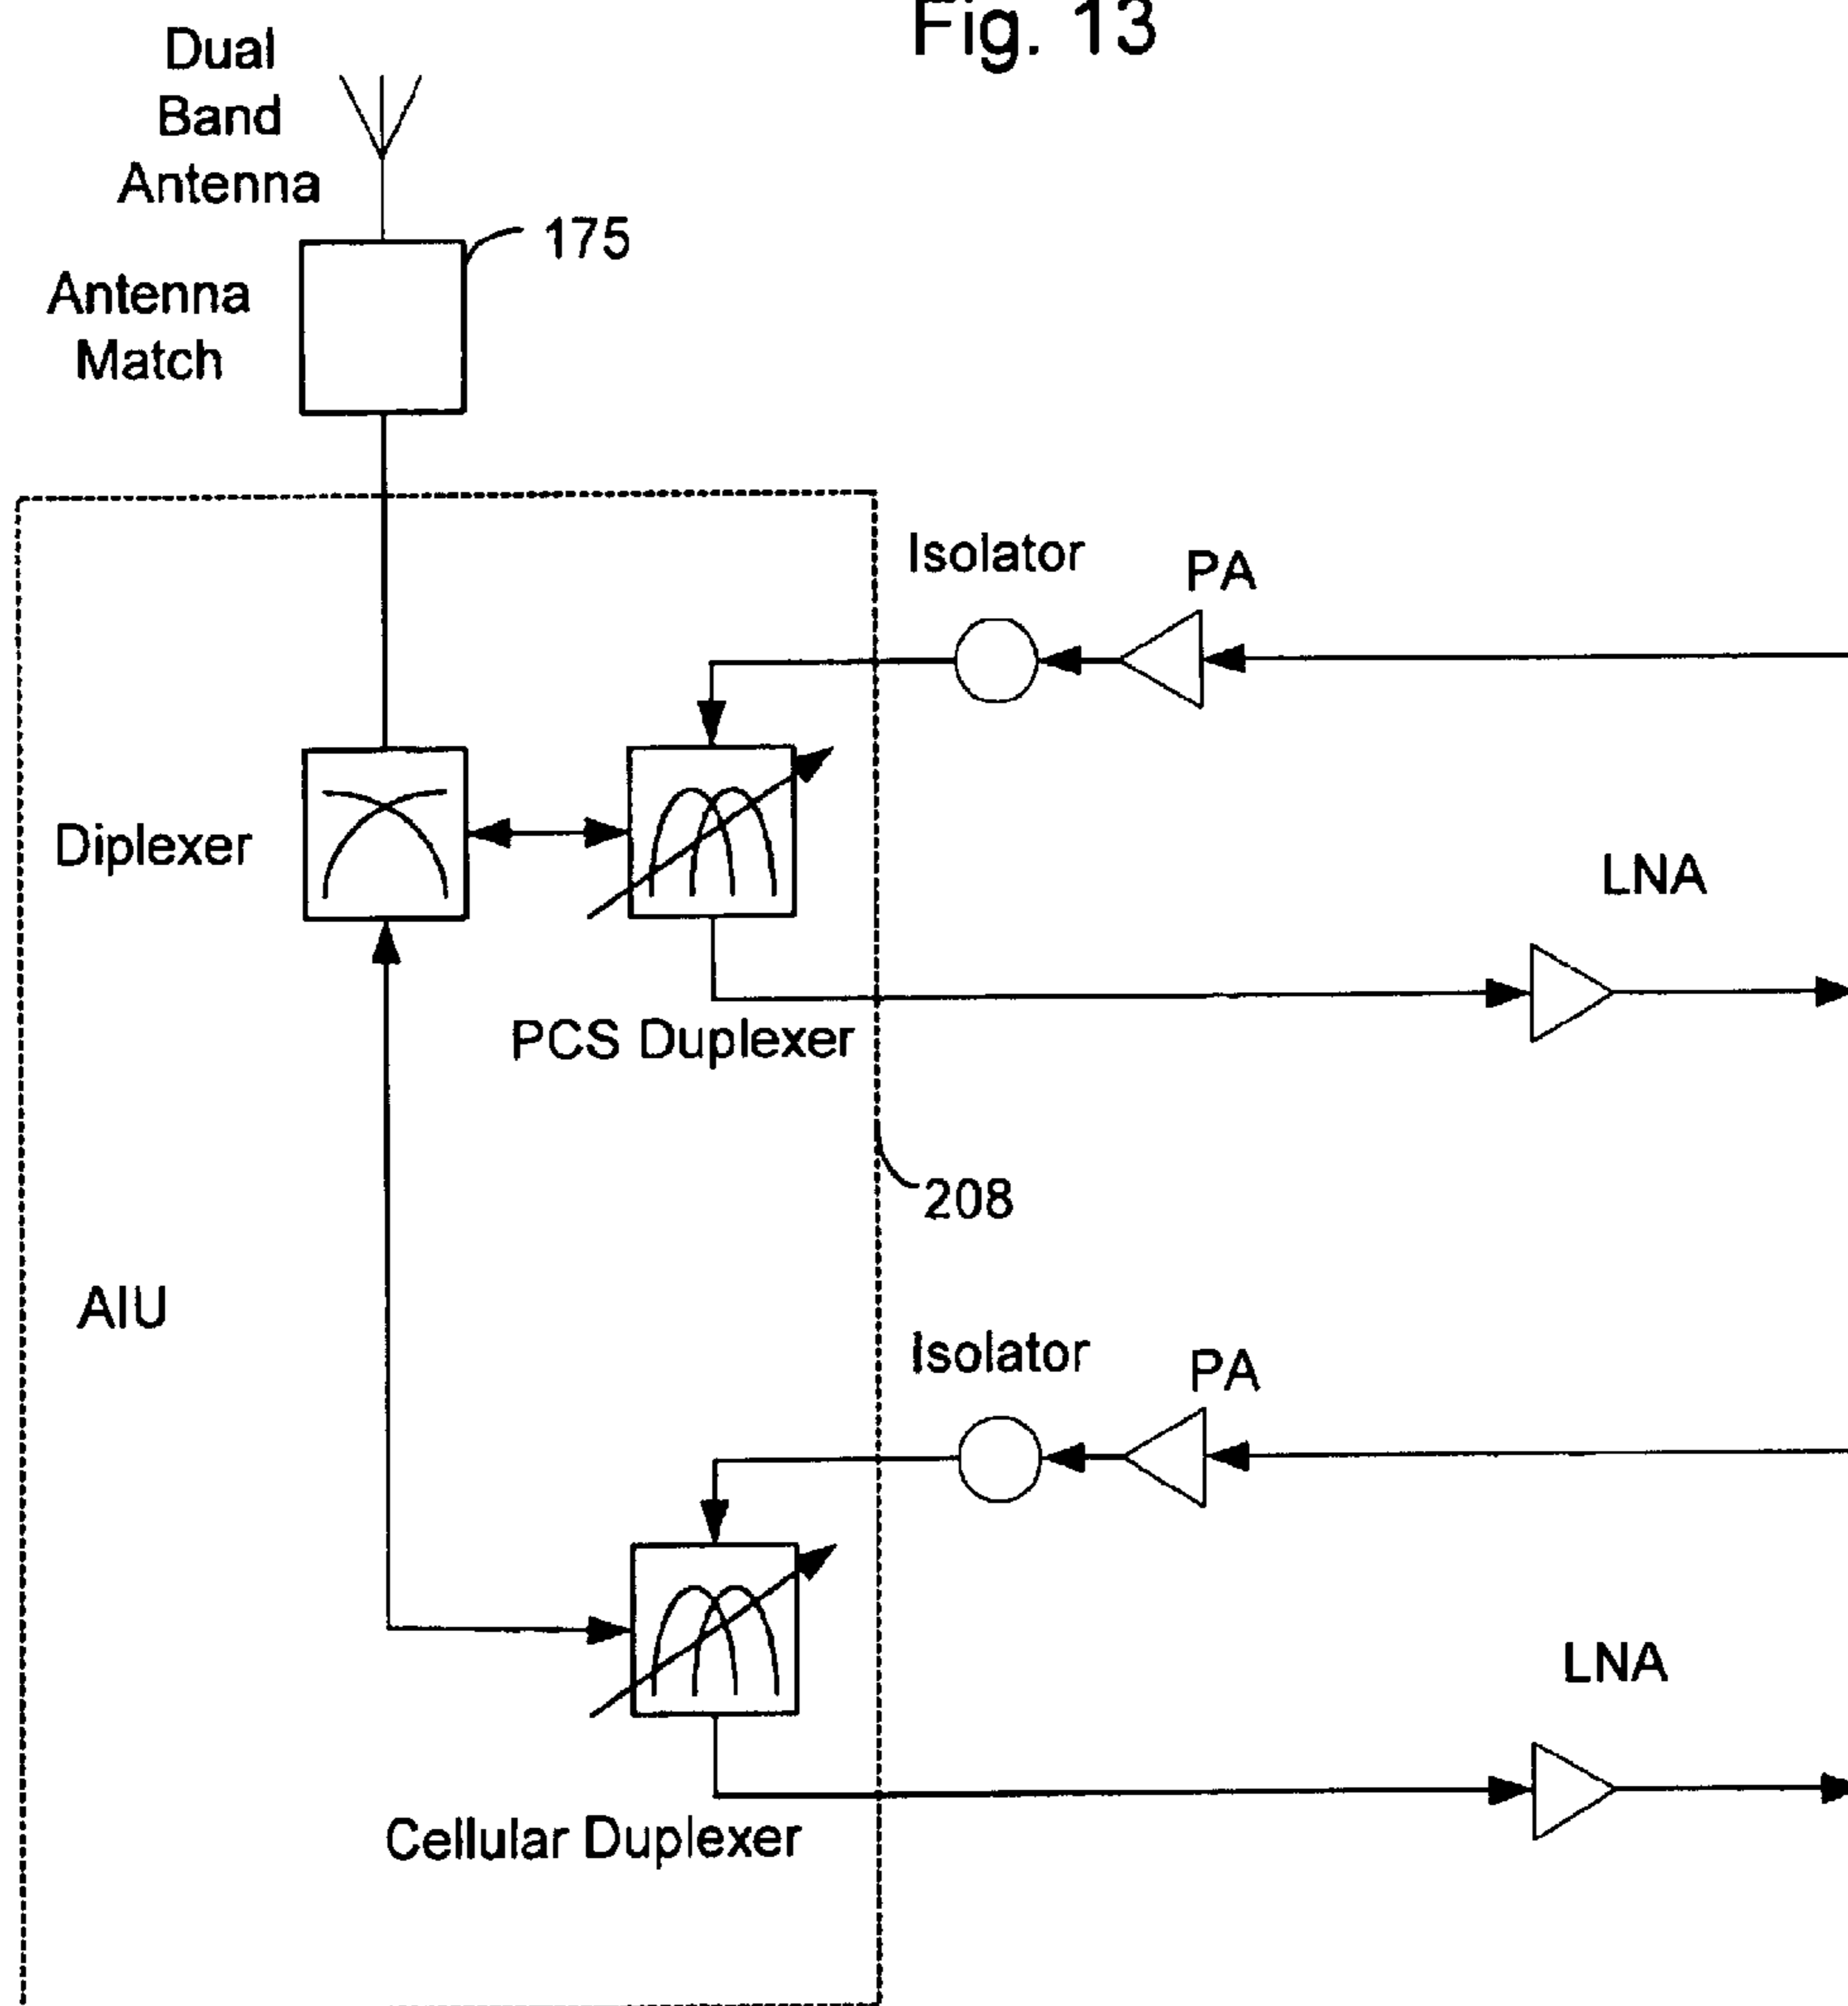 Fig. 13
Dual
Band
Antenna
175
Antenna
Match
Isolator
PA
Diplexer
LNA
PCS Duplexer
208
AIU
Isolator
PA
LNA
Cellular Duplexer